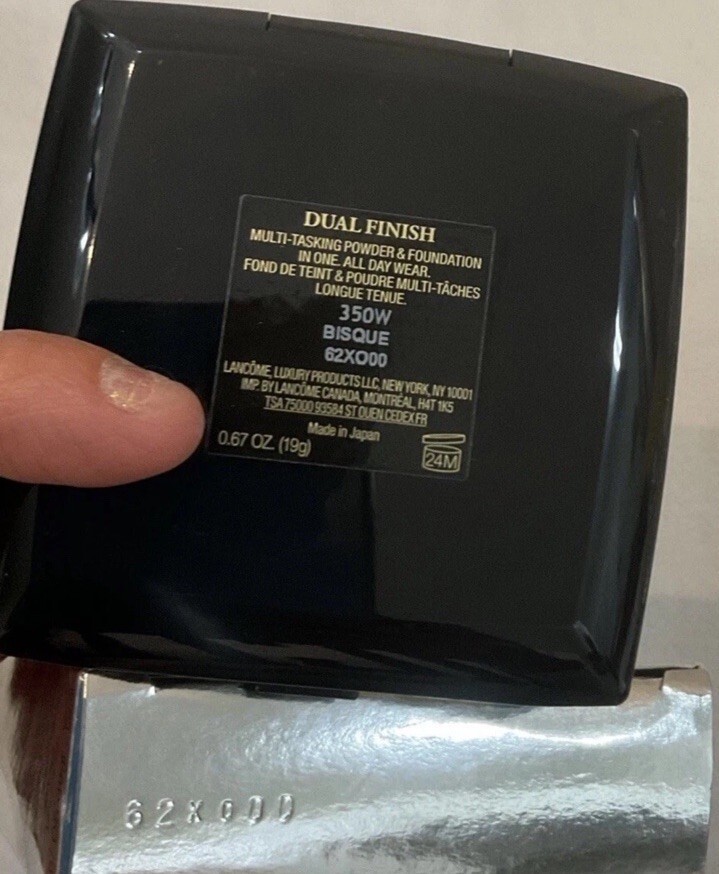 DUAL FINISH
MULTI-TASKING POWDER & FOUNDATION
IN ONE. ALL DAY WEAR.
FOND DE TEINT & POUDRE MULTI-TÂCHES
LONGUE TENUE.
350W
BISQUE
62XO00
LANCÔME, LUXURY PRODUCTS LLC, NEW YORK, NY 10001
IMP. BY LANCÔME CANADA, MONTRÉAL, H4T 1K5
TSA 75000 93584 ST OUEN CEDEX FR
Made in Japan
0.67 OZ. (19g)
24M
62X000